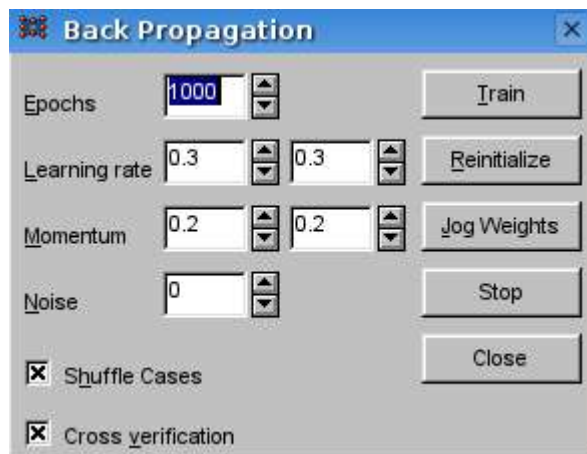 Back Propagation
Epochs 1000 Train
Learning rate 0.3 0.3 Reinitialize
Momentum 0.2 0.2 Jog Weights
Noise 0 Stop
Close
Shuffle Cases
Cross verification